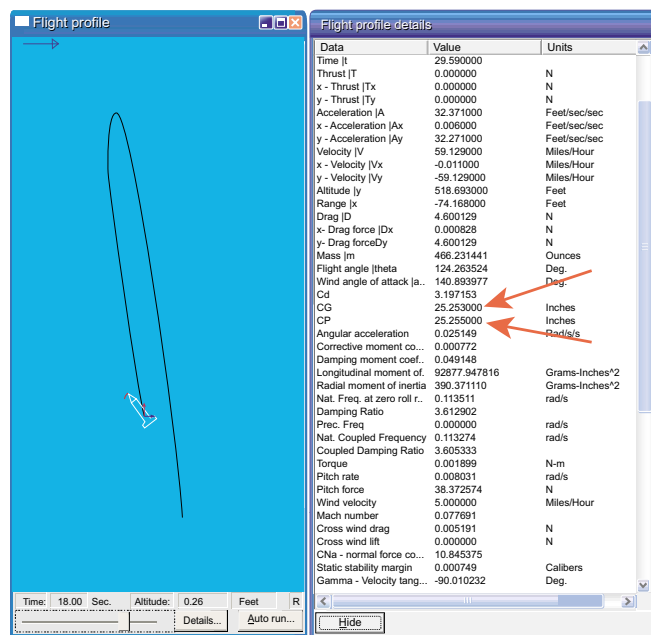 Flight profile
Time: 18.00 Sec. Altitude: 0.26 Feet R
Details... Auto run...
Flight profile details
Data Value Units
Time |t 29.590000
Thrust |T 0.000000 N
x - Thrust |Tx 0.000000 N
y - Thrust |Ty 0.000000 N
Acceleration |A 32.371000 Feet/sec/sec
x - Acceleration |Ax 0.006000 Feet/sec/sec
y - Acceleration |Ay 32.271000 Feet/sec/sec
Velocity |V 59.129000 Miles/Hour
x - Velocity |Vx -0.011000 Miles/Hour
y - Velocity |Vy -59.129000 Miles/Hour
Altitude |y 518.693000 Feet
Range |x -74.168000 Feet
Drag |D 4.600129 N
x- Drag force |Dx 0.000828 N
y- Drag forceDy 4.600129 N
Mass |m 466.231441 Ounces
Flight angle |theta 124.263524 Deg.
Wind angle of attack |a.. 140.893977 Deg.
Cd 3.197153
CG 25.253000 Inches
CP 25.255000 Inches
Angular acceleration 0.025149 Rad/s/s
Corrective moment co... 0.000772
Damping moment coef.. 0.049148
Longitudinal moment of. 92877.947816 Grams-Inches^2
Radial moment of inertia 390.371110 Grams-Inches^2
Nat. Freq. at zero roll r.. 0.113511 rad/s
Damping Ratio 3.612902
Prec. Freq 0.000000 rad/s
Nat. Coupled Frequency 0.113274 rad/s
Coupled Damping Ratio 3.605333
Torque 0.001899 N-m
Pitch rate 0.008031 rad/s
Pitch force 38.372574 N
Wind velocity 5.000000 Miles/Hour
Mach number 0.077691
Cross wind drag 0.005191 N
Cross wind lift 0.000000 N
CNa - normal force co... 10.845375
Static stability margin 0.000749 Calibers
Gamma - Velocity tang... -90.010232 Deg.
Hide